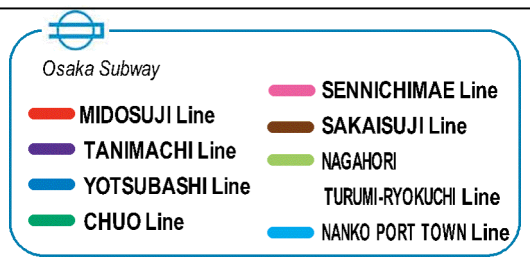 Osaka Subway
MIDOSUJI Line
TANIMACHI Line
YOTSUBASHI Line
CHUO Line
SENNICHIMAE Line
SAKAISUJI Line
NAGAHORI
TURUMI-RYOKUCHI Line
NANKO PORT TOWN Line